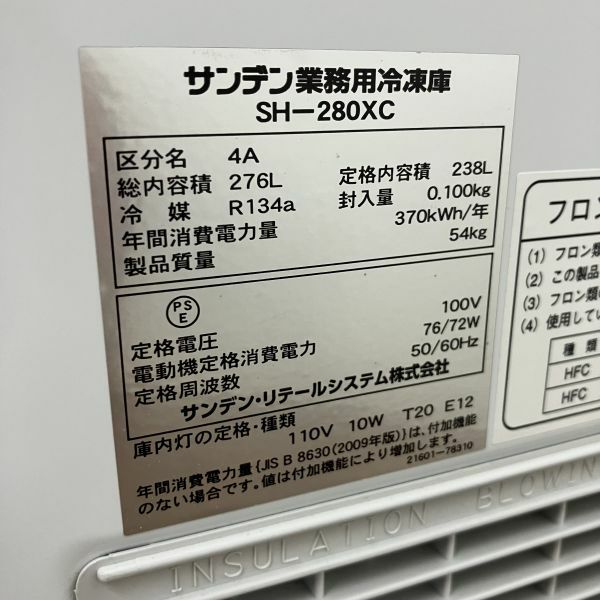 サンデン業務用冷凍庫
SH-280XC
区分名 4A
総内容積 276L 定格内容積 238L
冷媒 R134a 封入量 0.100kg
年間消費電力量 370kWh/年
製品質量 54kg
PS
E
定格電圧 100V
電動機定格消費電力 76/72W
定格周波数 50/60Hz
サンデン・リテールシステム株式会社
庫内灯の定格・種類 110V 10W T20 E12
年間消費電力量{JIS B 8630(2009年版)}は、付加機能
のない場合です。値は付加機能により増加します。
21601-78310
フロン
(1) フロン類
(2) この製品
(3) フロン類の
(4) 使用してい
種類
HFC
HFC
INSULATION BLOWIN